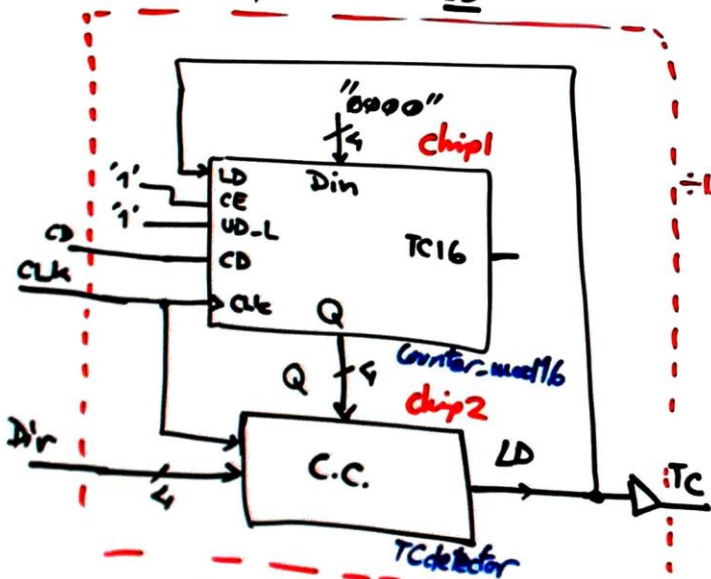 "0000"
4
chip1
LD
Din
÷
'1'
CE
'1'
UD_L
TC16
CD
CD
CLK
CLK
Q
Counter_mod16
Q
4
chip2
Dir
4
C.C.
LD
TC
TCdetector